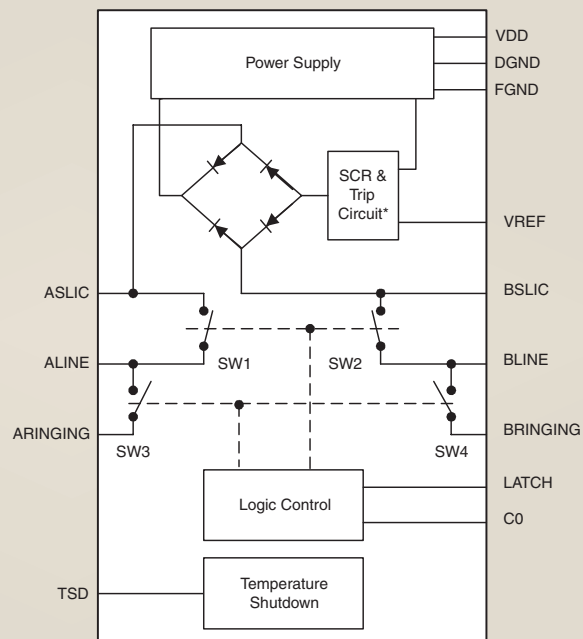 Power Supply
VDD
DGND
FGND
SCR &
Trip
Circuit*
VREF
ASLIC
BSLIC
ALINE
SW1
SW2
BLINE
ARINGING
SW3
SW4
BRINGING
LATCH
Logic Control
C0
TSD
Temperature
Shutdown